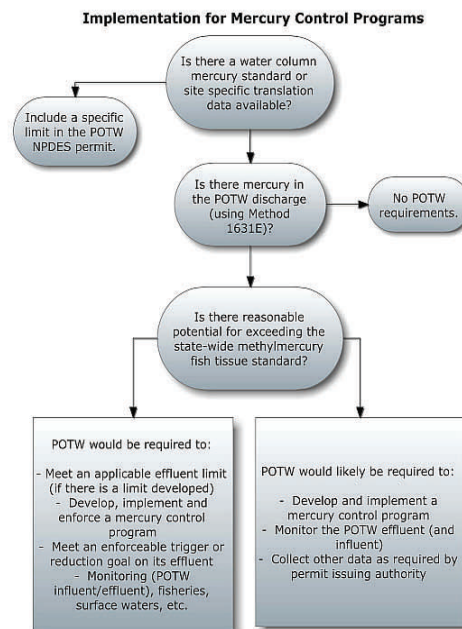 Implementation for Mercury Control Programs
Is there a water column
mercury standard or
site specific translation
data available?
Include a specific
limit in the POTW
NPDES permit.
Is there mercury in
the POTW discharge
(using Method
1631E)?
No POTW
requirements.
Is there reasonable
potential for exceeding the
state-wide methylmercury
fish tissue standard?
POTW would be required to:
- Meet an applicable effluent limit
(if there is a limit developed)
- Develop, implement and
enforce a mercury control
program
- Meet an enforceable trigger or
reduction goal on its effluent
- Monitoring (POTW
influent/effluent), fisheries,
surface waters, etc.
POTW would likely be required to:
- Develop and implement a
mercury control program
- Monitor the POTW effluent (and
influent)
- Collect other data as required by
permit issuing authority